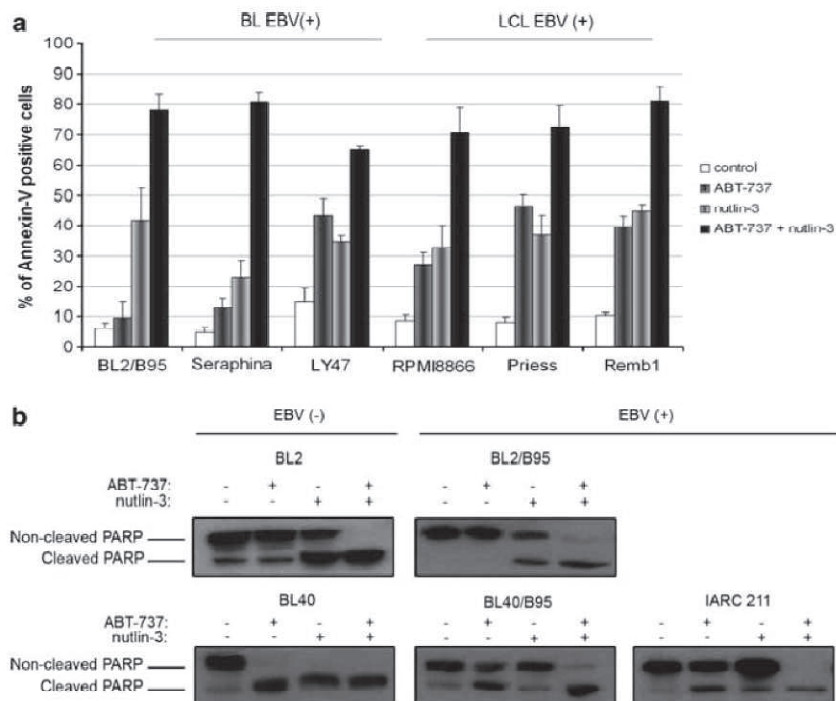 a
BL EBV(+)
LCL EBV (+)
% of Annexin-V positive cells
100
90
80
70
60
50
40
30
20
10
0
BL2/B95 Seraphina LY47 RPMI8866 Priess Remb1
control
ABT-737
nutlin-3
ABT-737 + nutlin-3
b
EBV (-) EBV (+)
BL2 BL2/B95
ABT-737: - + - + - + - +
nutlin-3: - - + + - - + +
Non-cleaved PARP
Cleaved PARP
BL40 BL40/B95 IARC 211
ABT-737: - + - + - + - + - + - +
nutlin-3: - - + + - - + + - - + +
Non-cleaved PARP
Cleaved PARP